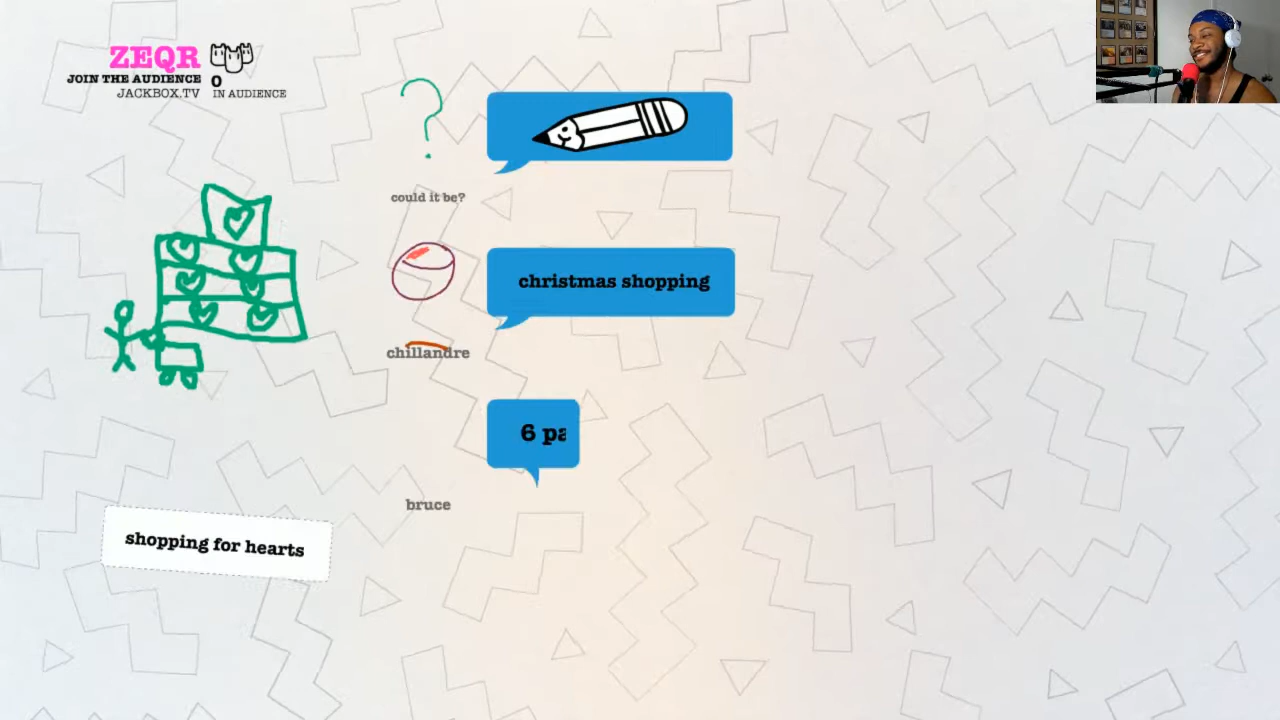 ZEQR
JOIN THE AUDIENCE 0
JACKBOX.TV IN AUDIENCE
could it be?
christmas shopping
chillandre
6 pa
bruce
shopping for hearts